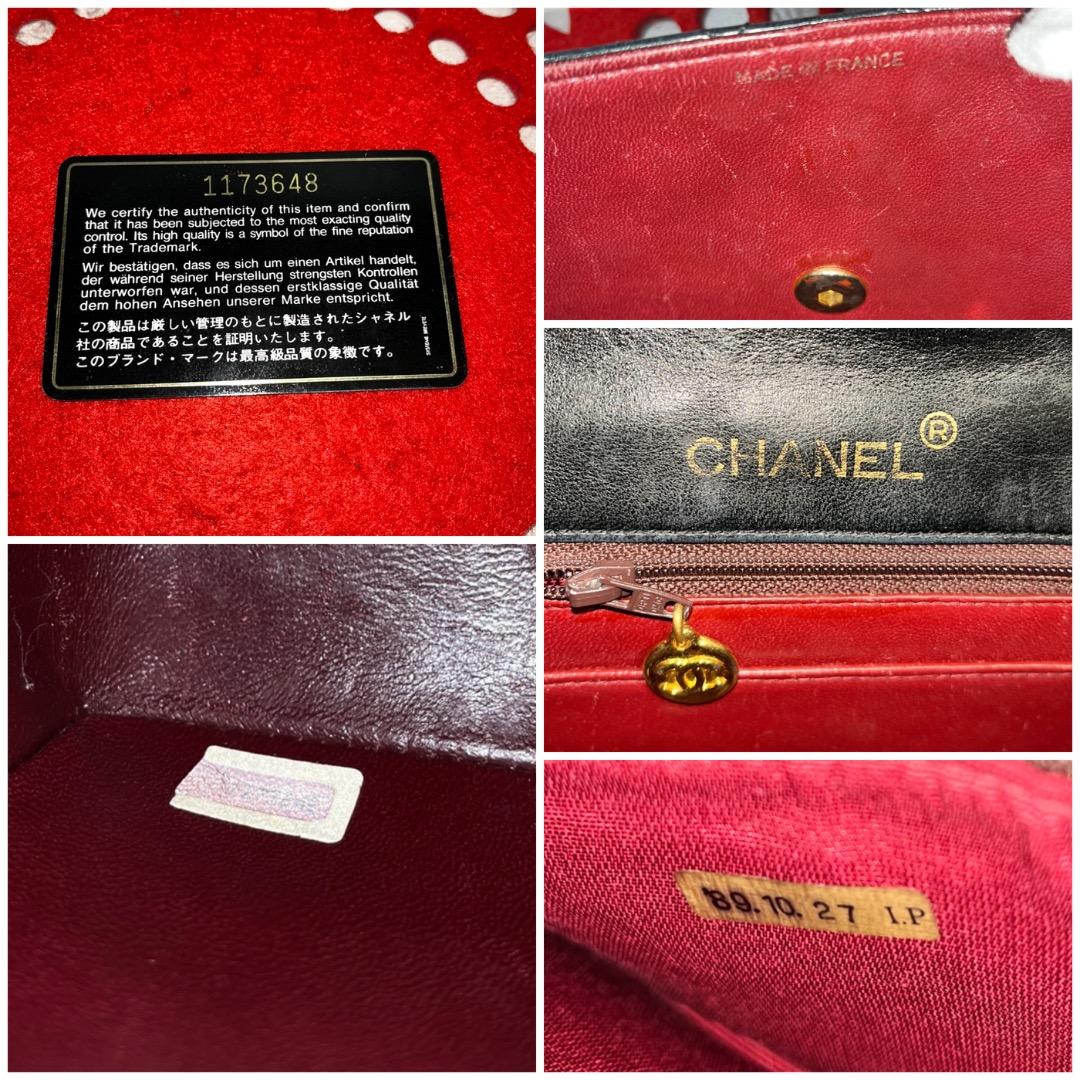 1173648
We certify the authenticity of this item and confirm
that it has been subjected to the most exacting quality
control. Its high quality is a symbol of the fine reputation
of the Trademark.
Wir bestätigen, dass es sich um einen Artikel handelt,
der während seiner Herstellung strengsten Kontrollen
unterworfen war, und dessen erstklassige Qualität
dem hohen Ansehen unserer Marke entspricht.
この製品は厳しい管理のもとに製造されたシャネル
社の商品であることを証明いたします。
このブランド・マークは最高級品質の象徴です。
MADE IN FRANCE
CHANEL®
'89.10.27 I.P